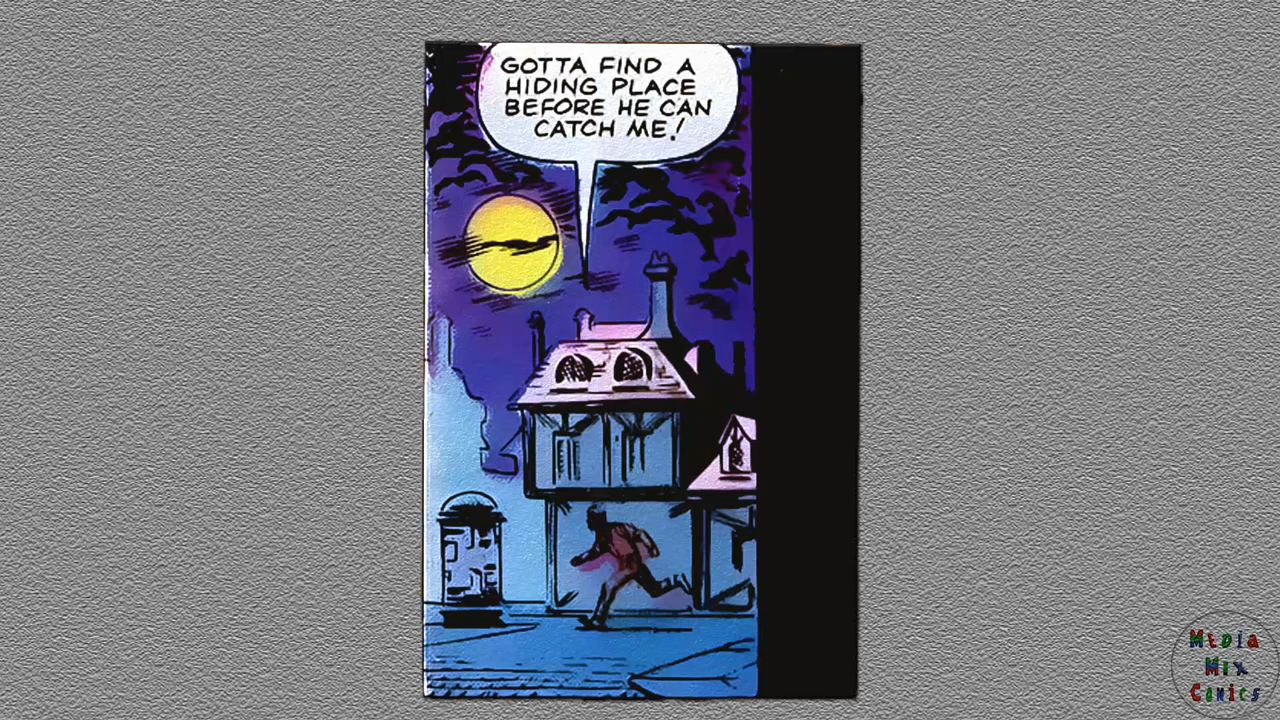 GOTTA FIND A
HIDING PLACE
BEFORE HE CAN
CATCH ME!
Media
Mix
Comics